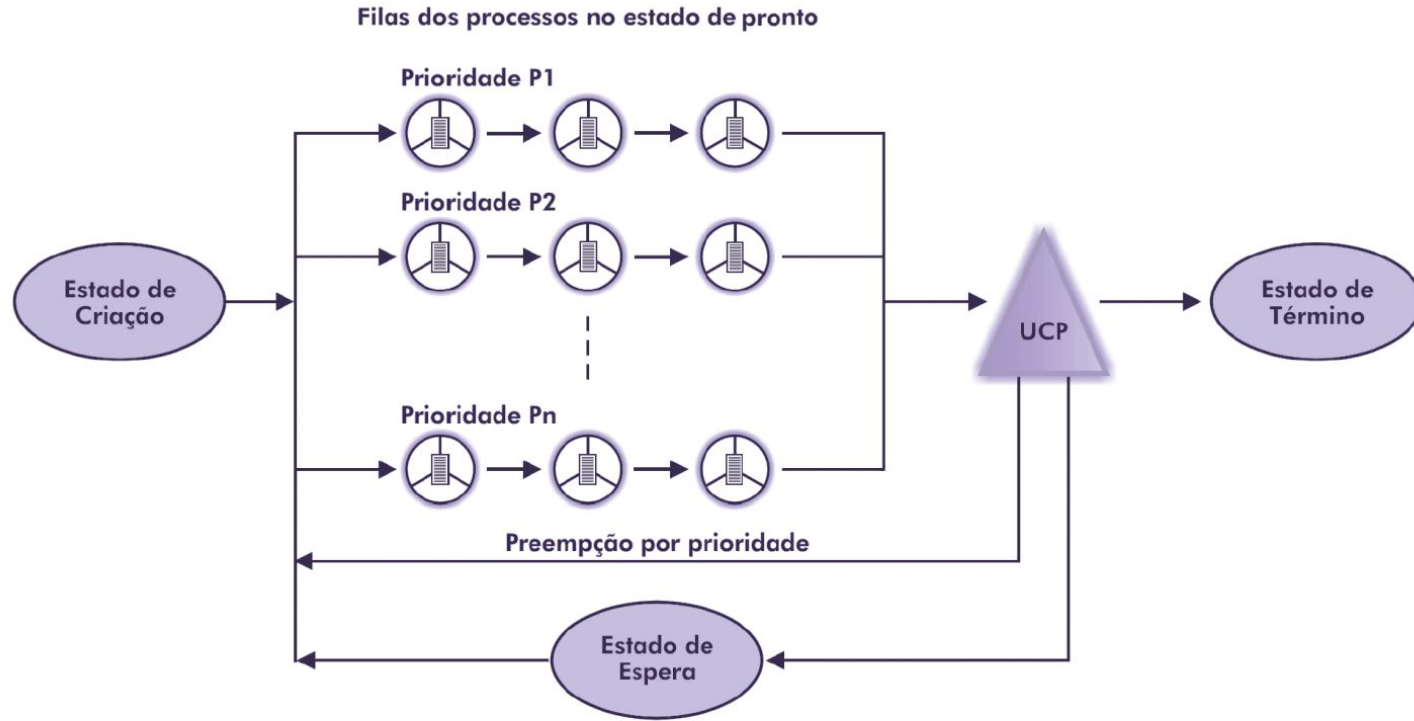 Filas dos processos no estado de pronto
Prioridade P1
Prioridade P2
Estado de
Criação
UCP
Estado de
Término
Prioridade Pn
Preempção por prioridade
Estado de
Espera